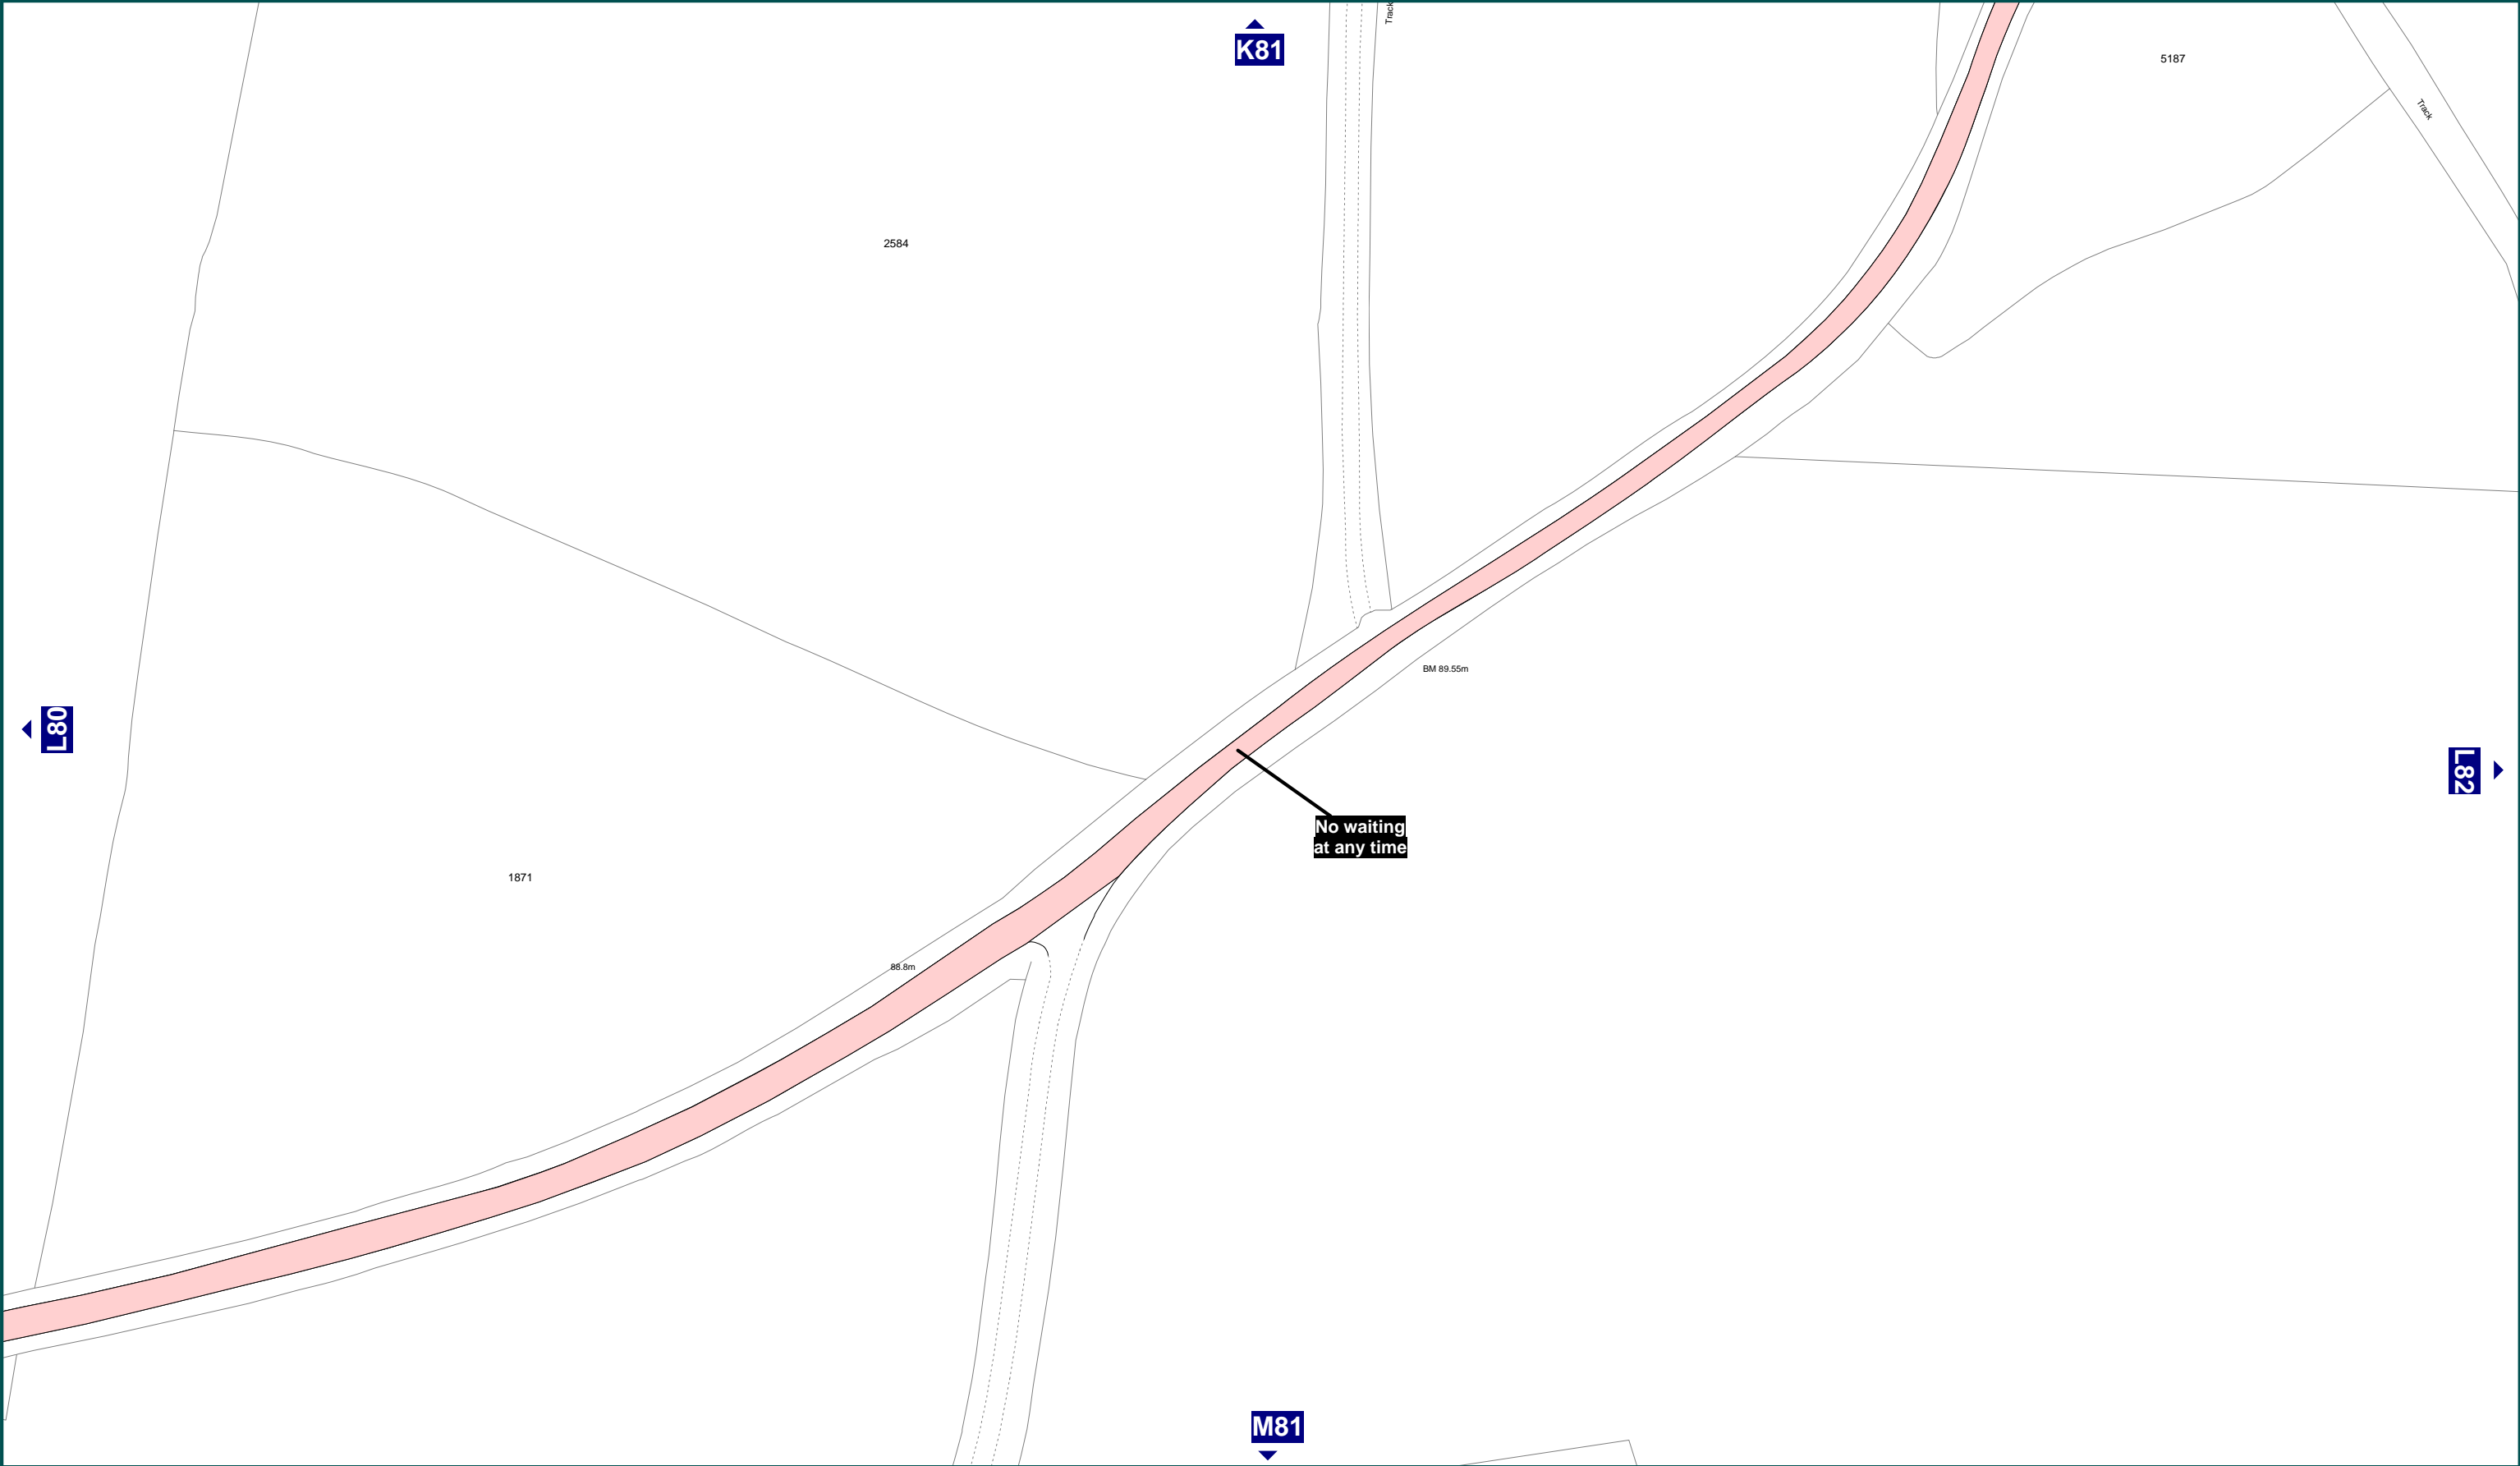 Track
K81
5187
Track
2584
BM 89.55m
L80
L82
No waiting
at any time
1871
88.8m
M81